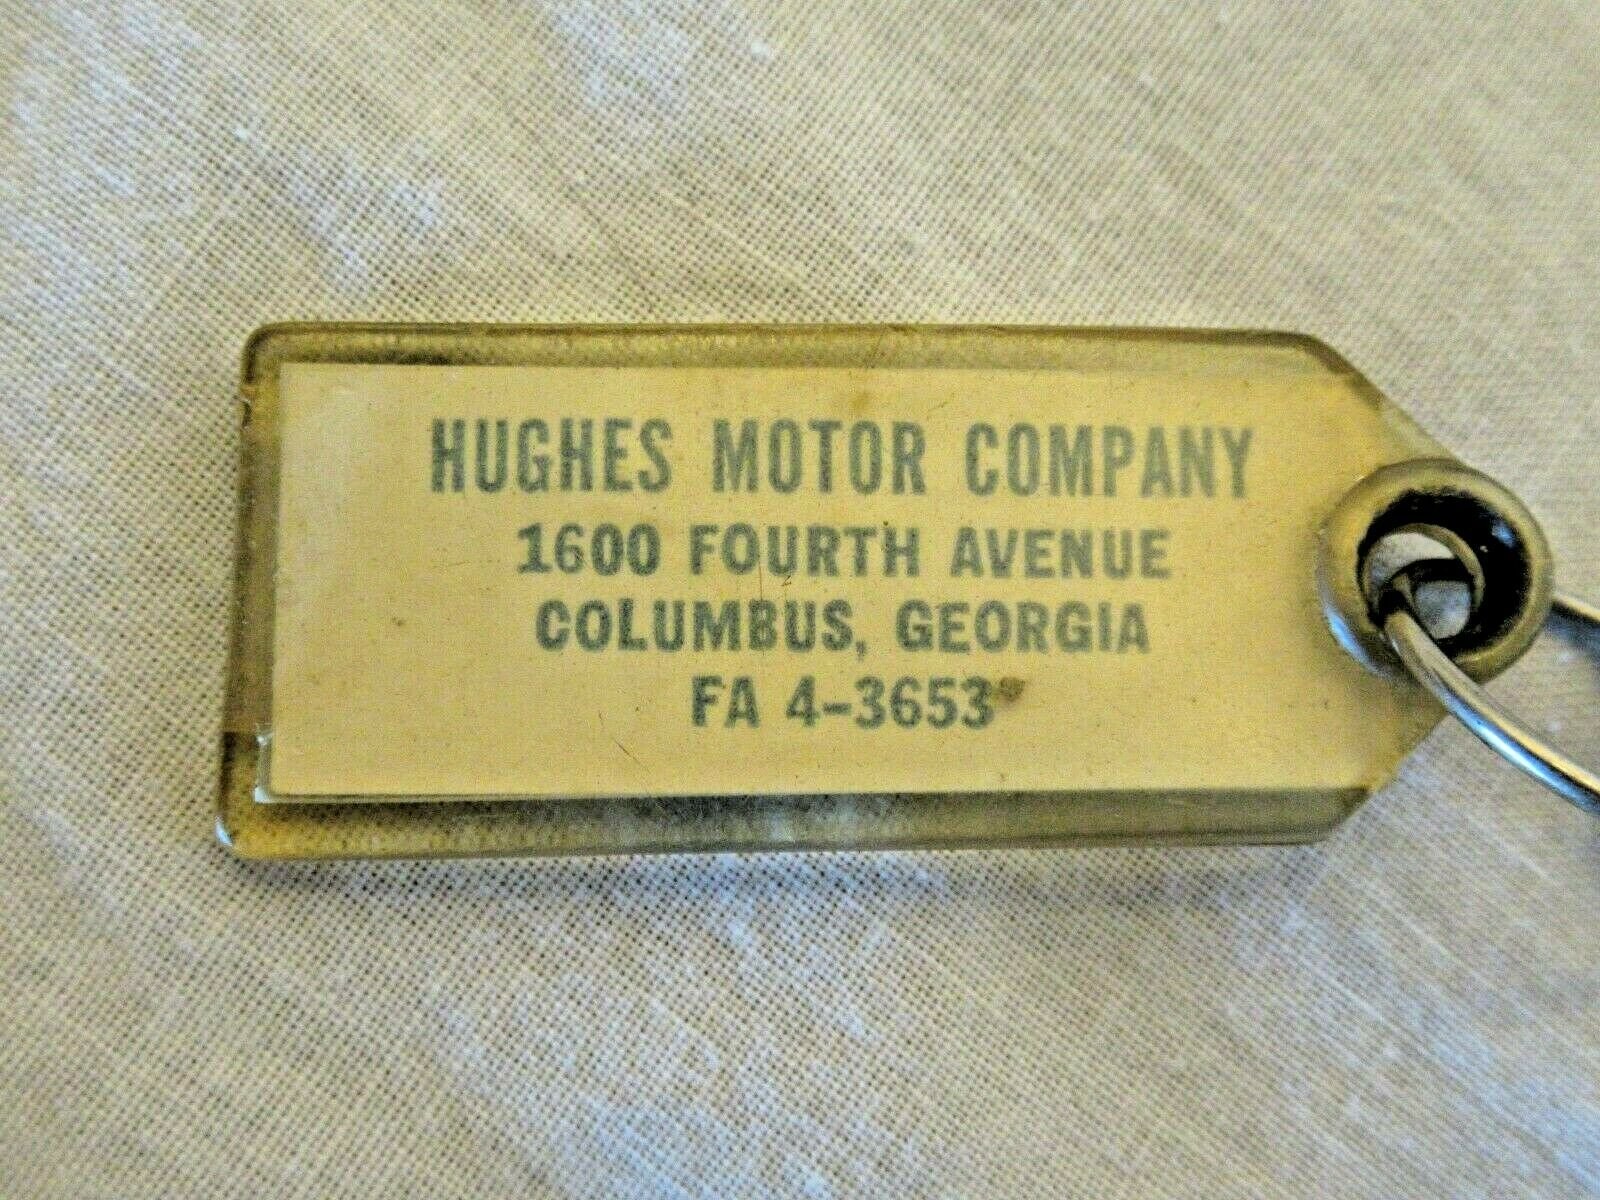 HUGHES MOTOR COMPANY
1600 FOURTH AVENUE
COLUMBUS, GEORGIA
FA 4-3653